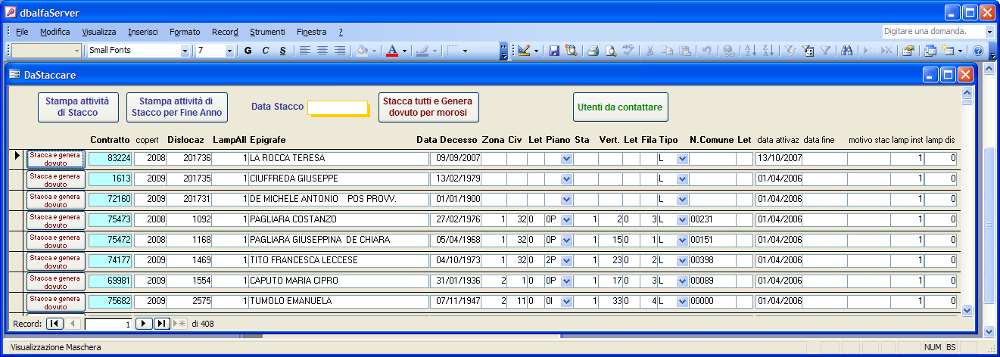 dbalfaServer
File Modifica Visualizza Inserisci Formato Record Strumenti Finestra ? Digitare una domanda.
Small Fonts 7 G C S A
DaStaccare
Stampa attività di Stacco
Stampa attività di Stacco per Fine Anno
Data Stacco
Stacca tutti e Genera dovuto per morosi
Utenti da contattare
Contratto copert Dislocaz LampAll Epigrafe Data Decesso Zona Civ Let Piano Sta Vert. Let Fila Tipo N.Comune Let data attivaz data fine motivo stac lamp inst lamp dis
Stacca e genera dovuto 83224 2008 201736 1 LA ROCCA TERESA 09/09/2007 L 13/10/2007 1 0
Stacca e genera dovuto 1613 2009 201735 1 CIUFFREDA GIUSEPPE 13/02/1979 L 01/04/2006 1 0
Stacca e genera dovuto 72160 2009 201731 1 DE MICHELE ANTONIO POS PROVV. 01/01/1900 L 01/04/2006 1 0
Stacca e genera dovuto 75473 2008 1092 1 PAGLIARA COSTANZO 27/02/1976 1 32 0 0P 1 2 0 3 L 00231 01/04/2006 1 0
Stacca e genera dovuto 75472 2008 1168 1 PAGLIARA GIUSEPPINA DE CHIARA 05/04/1968 1 32 0 0P 1 15 0 1 L 00151 01/04/2006 1 0
Stacca e genera dovuto 74177 2009 1469 1 TITO FRANCESCA LECCESE 04/10/1973 1 32 0 2P 1 23 0 2 L 00398 01/04/2006 1 0
Stacca e genera dovuto 69981 2009 1554 1 CAPUTO MARIA CIPRO 31/01/1936 2 1 0 0P 1 17 0 3 L 00089 01/04/2006 1 0
Stacca e genera dovuto 75682 2009 2575 1 TUMOLO EMANUELA 07/11/1947 2 11 0 0I 1 33 0 4 L 00000 01/04/2006 1 0
Record: 1 di 408
Visualizzazione Maschera NUM BS